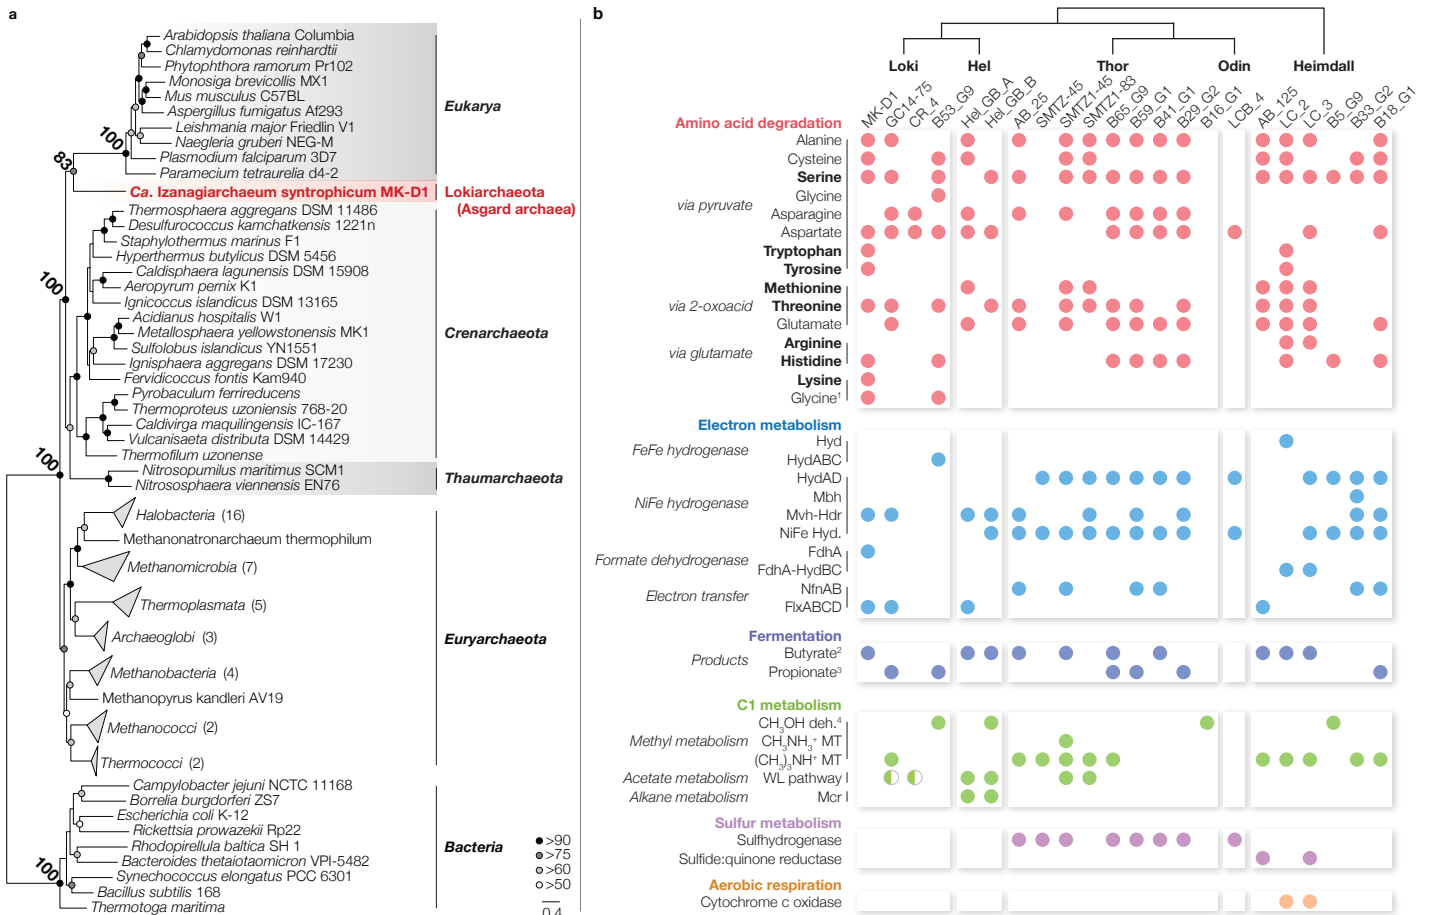 a
Arabidopsis thaliana Columbia
Chlamydomonas reinhardtii
Phytophthora ramorum Pr102
Monosiga brevicollis MX1
Mus musculus C57BL
Aspergillus fumigatus Af293
Leishmania major Friedlin V1
Naegleria gruberi NEG-M
Plasmodium falciparum 3D7
Paramecium tetraurelia d4-2
Eukarya
100
83
Ca. Izanagiarchaeum syntrophicum MK-D1
Lokiarchaeota
(Asgard archaea)
Thermosphaera aggregans DSM 11486
Desulfurococcus kamchatkensis 1221n
Staphylothermus marinus F1
Hyperthermus butylicus DSM 5456
Caldisphaera lagunensis DSM 15908
Aeropyrum pernix K1
Ignicoccus islandicus DSM 13165
Acidianus hospitalis W1
Metallosphaera yellowstonensis MK1
Sulfolobus islandicus YN1551
Ignisphaera aggregans DSM 17230
Fervidicoccus fontis Kam940
Pyrobaculum ferrireducens
Thermoproteus uzoniensis 768-20
Caldivirga maquilingensis IC-167
Vulcanisaeta distributa DSM 14429
Thermofilum uzonense
Crenarchaeota
100
Nitrosopumilus maritimus SCM1
Nitrososphaera viennensis EN76
Thaumarchaeota
100
Halobacteria (16)
Methanonatronarchaeum thermophilum
Methanomicrobia (7)
Thermoplasmata (5)
Archaeoglobi (3)
Methanobacteria (4)
Methanopyrus kandleri AV19
Methanococci (2)
Thermococci (2)
Euryarchaeota
Campylobacter jejuni NCTC 11168
Borrelia burgdorferi ZS7
Escherichia coli K-12
Rickettsia prowazekii Rp22
Rhodopirellula baltica SH 1
Bacteroides thetaiotaomicron VPI-5482
Synechococcus elongatus PCC 6301
Bacillus subtilis 168
Thermotoga maritima
Bacteria
100
>90
>75
>60
>50
0.4
b
Loki Hel Thor Odin Heimdall
MK-D1 GC14-75 CR_4 B53_G9 Hel_GB_A Hel_GB_B AB_25 SMTZ-45 SMTZ1-45 SMTZ1-83 B65_G9 B59_G1 B41_G1 B29_G2 B16_G1 LCB_4 AB_125 LC_2 LC_3 B5_G9 B33_G2 B18_G1
Amino acid degradation
Alanine
Cysteine
Serine
Glycine
via pyruvate
Asparagine
Aspartate
Tryptophan
Tyrosine
Methionine
via 2-oxoacid Threonine
Glutamate
Arginine
via glutamate
Histidine
Lysine
Glycine¹
Electron metabolism
Hyd
FeFe hydrogenase
HydABC
HydAD
Mbh
NiFe hydrogenase
Mvh-Hdr
NiFe Hyd.
FdhA
Formate dehydrogenase
FdhA-HydBC
NfnAB
Electron transfer
FlxABCD
Fermentation
Butyrate²
Products
Propionate³
C1 metabolism
CH₃OH deh.⁴
Methyl metabolism CH₃NH₃⁺ MT
(CH₃)₃NH⁺ MT
Acetate metabolism WL pathway
Alkane metabolism Mcr
Sulfur metabolism
Sulfhydrogenase
Sulfide:quinone reductase
Aerobic respiration
Cytochrome c oxidase